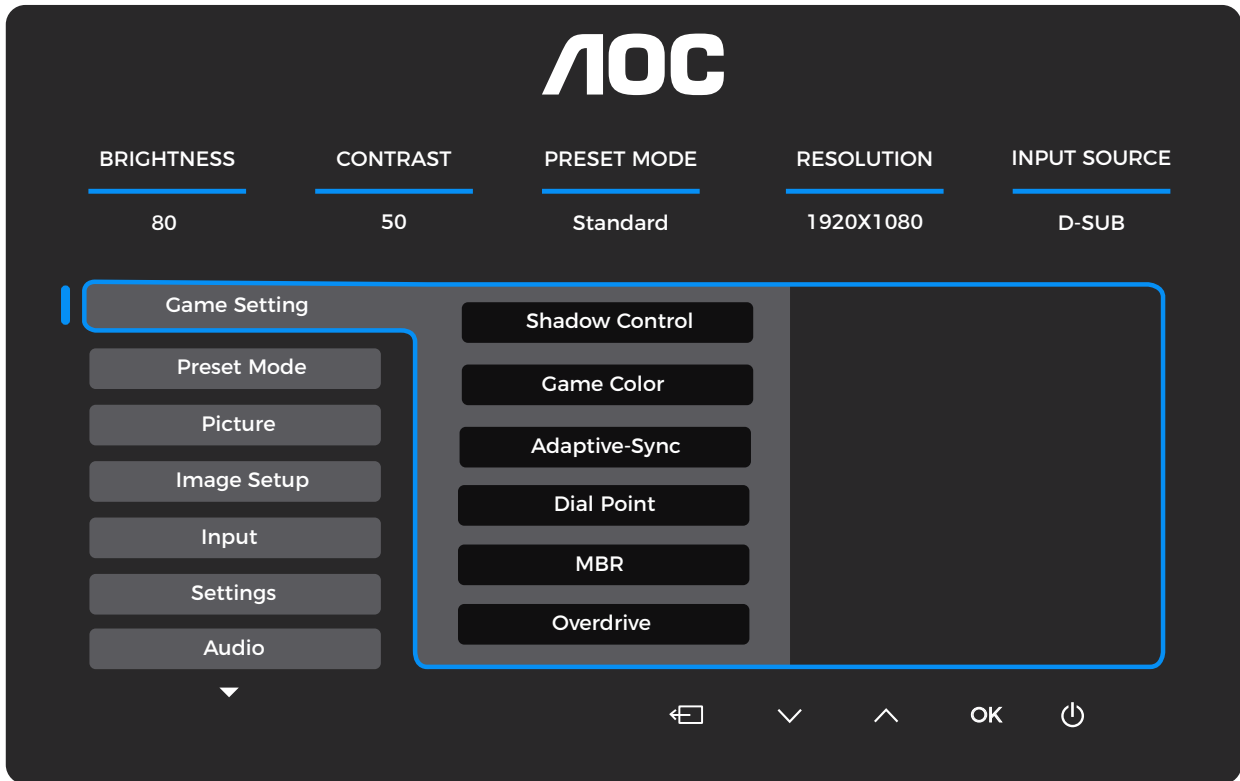 AOC
BRIGHTNESS CONTRAST PRESET MODE RESOLUTION INPUT SOURCE
80 50 Standard 1920X1080 D-SUB
Game Setting
Preset Mode
Picture
Image Setup
Input
Settings
Audio
Shadow Control
Game Color
Adaptive-Sync
Dial Point
MBR
Overdrive
OK